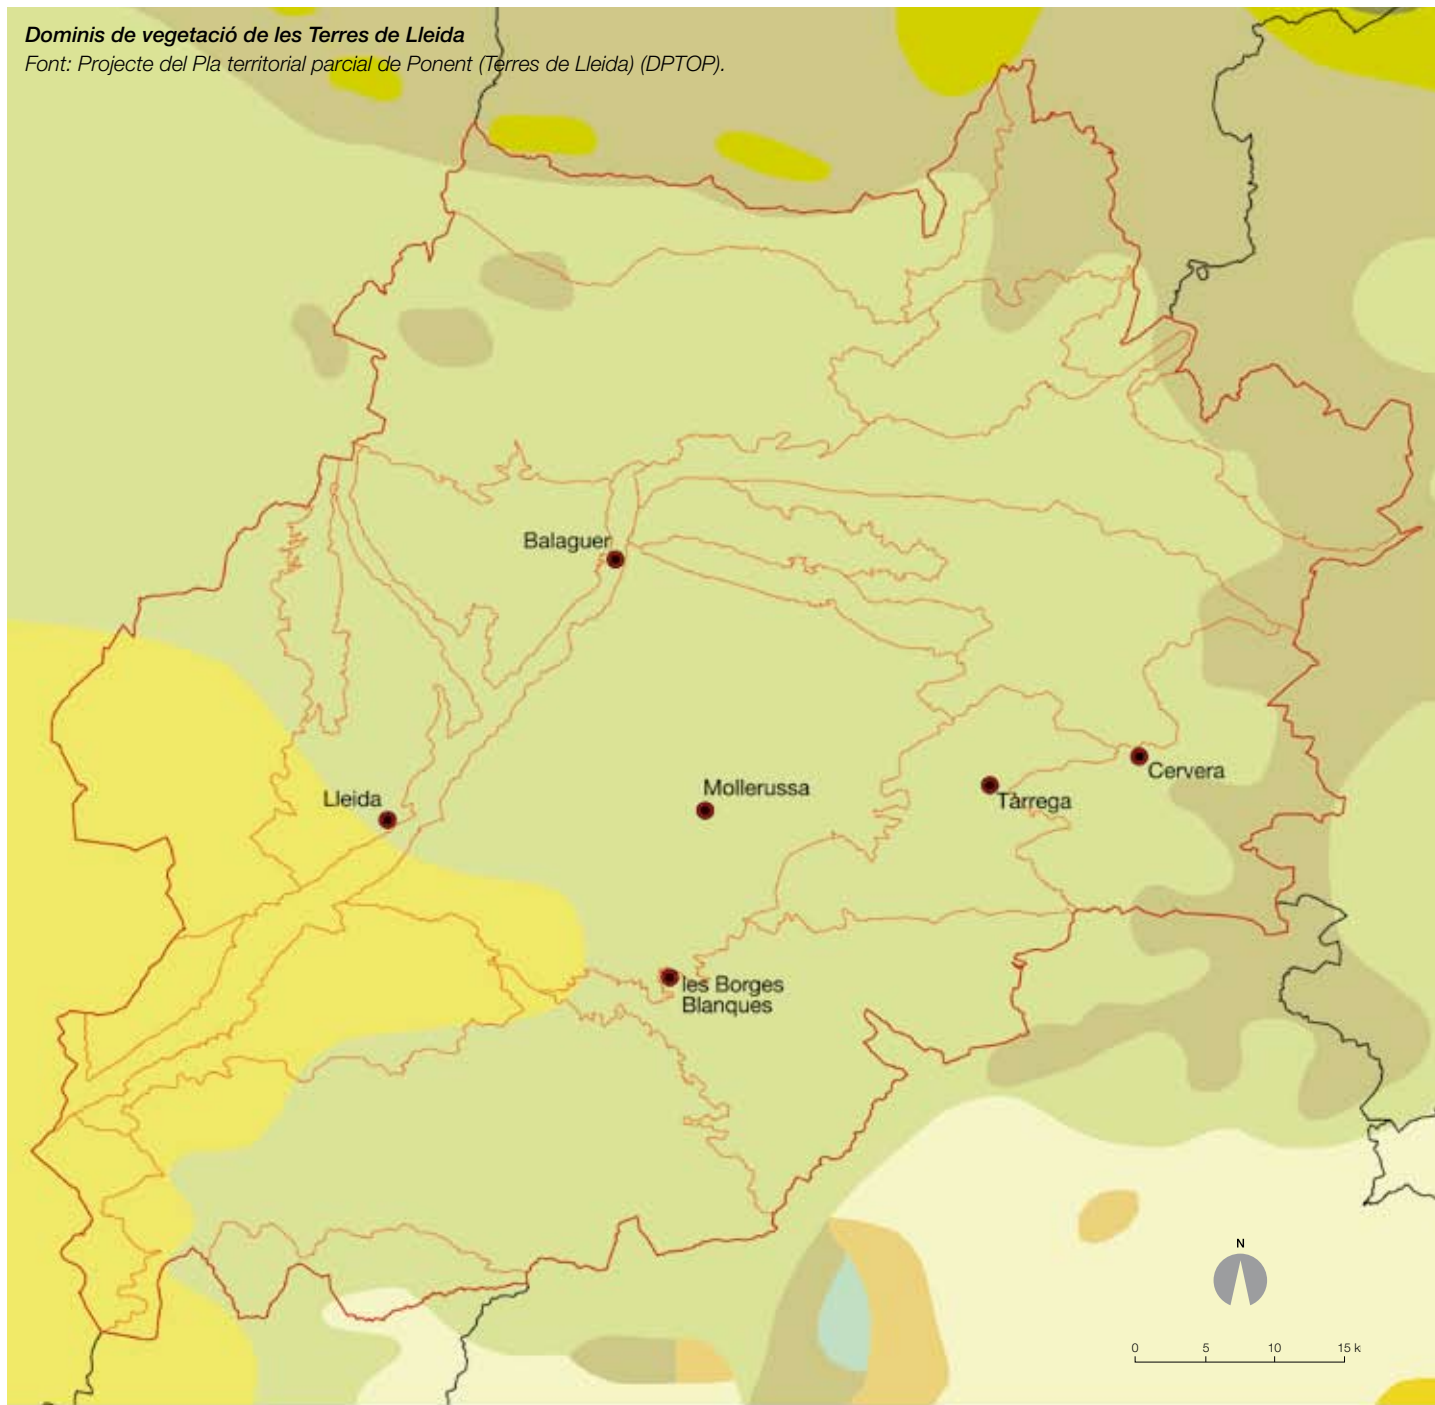 Dominis de vegetació de les Terres de Lleida
Font: Projecte del Pla territorial parcial de Ponent (Terres de Lleida) (DPTOP).
Balaguer
Cervera
Tàrrega
Mollerussa
Lleida
les Borges
Blanques
N
0 5 10 15 k